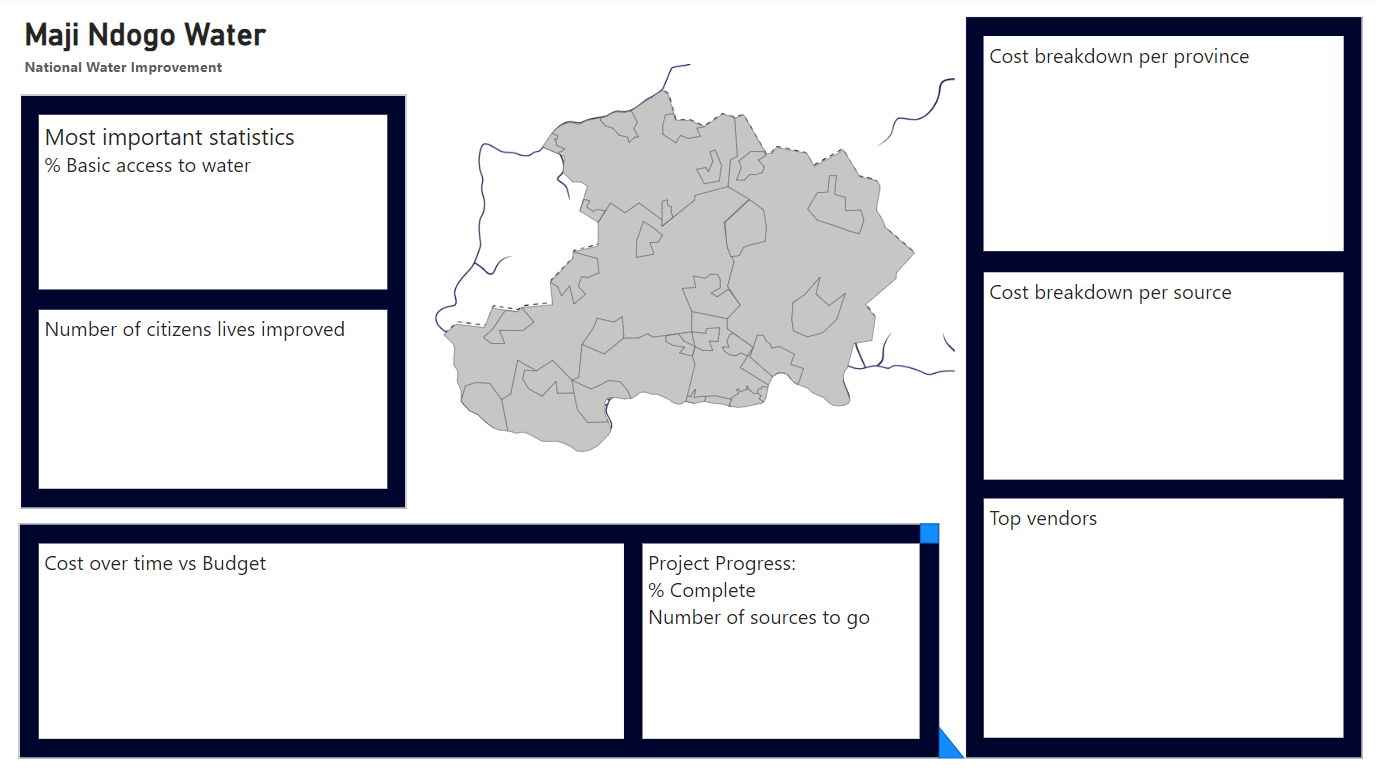 Maji Ndogo Water
National Water Improvement
Most important statistics
% Basic access to water
Number of citizens lives improved
Cost over time vs Budget
Project Progress:
% Complete
Number of sources to go
Cost breakdown per province
Cost breakdown per source
Top vendors